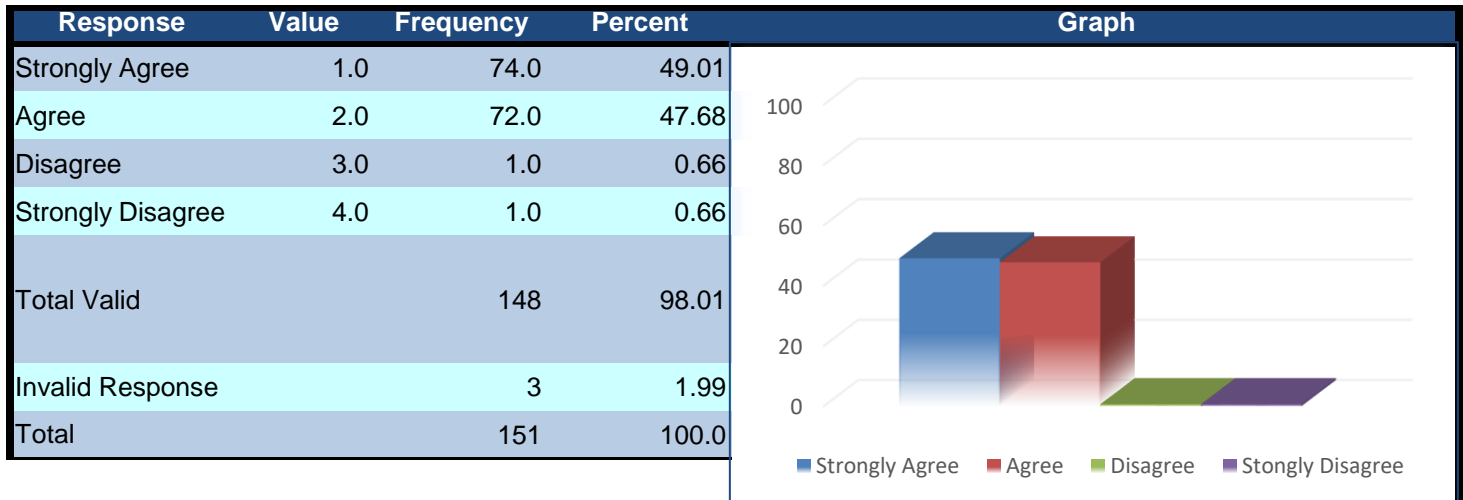 Response Value Frequency Percent Graph
Strongly Agree 1.0 74.0 49.01
Agree 2.0 72.0 47.68
Disagree 3.0 1.0 0.66
Strongly Disagree 4.0 1.0 0.66
Total Valid 148 98.01
Invalid Response 3 1.99
Total 151 100.0
100
80
60
40
20
0
Strongly Agree Agree Disagree Stongly Disagree